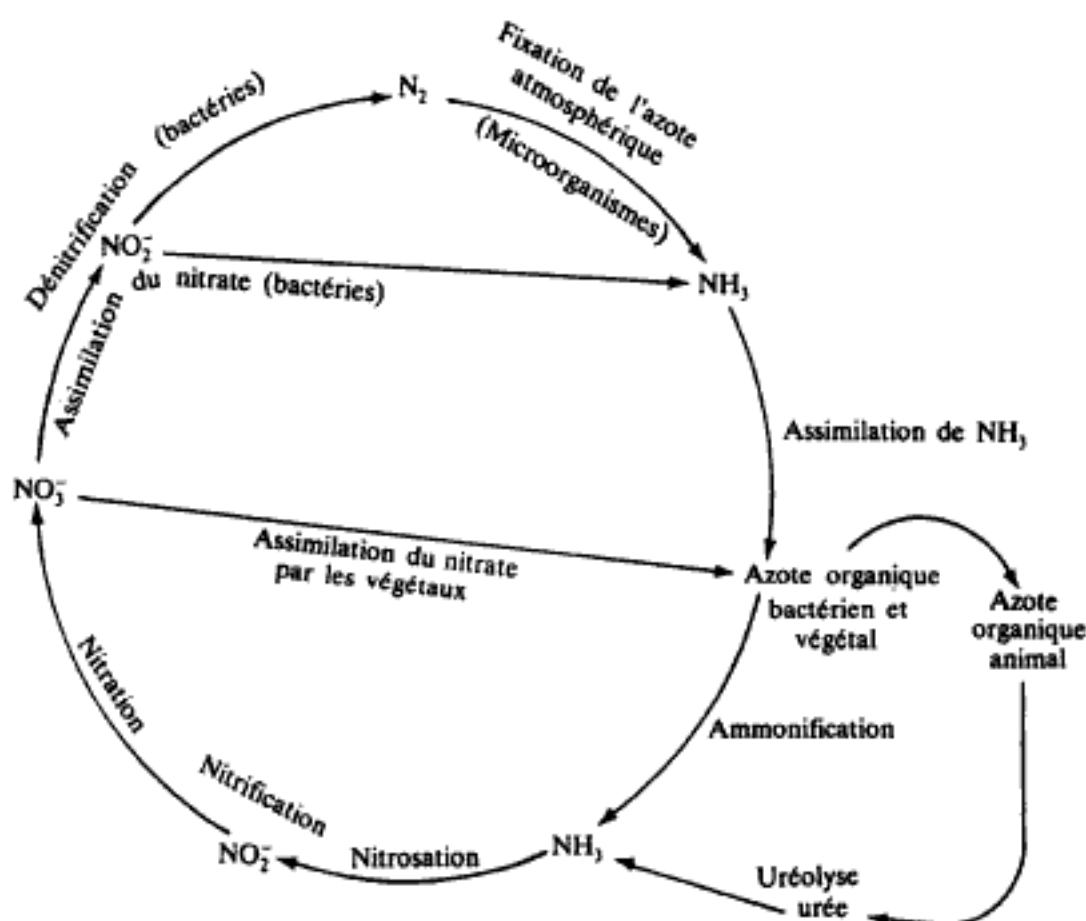 N₂
Fixation de l'azote
atmosphérique
(Microorganismes)
Dénitrification (bactéries)
NO₂⁻
NH₃
Assimilation du nitrate (bactéries)
Assimilation de NH₃
NO₃⁻
Assimilation du nitrate
par les végétaux
Azote organique
bactérien et
végétal
Azote
organique
animal
Ammonification
Nitration
Nitrification
NO₂⁻
Nitrosation
NH₃
Uréolyse
urée